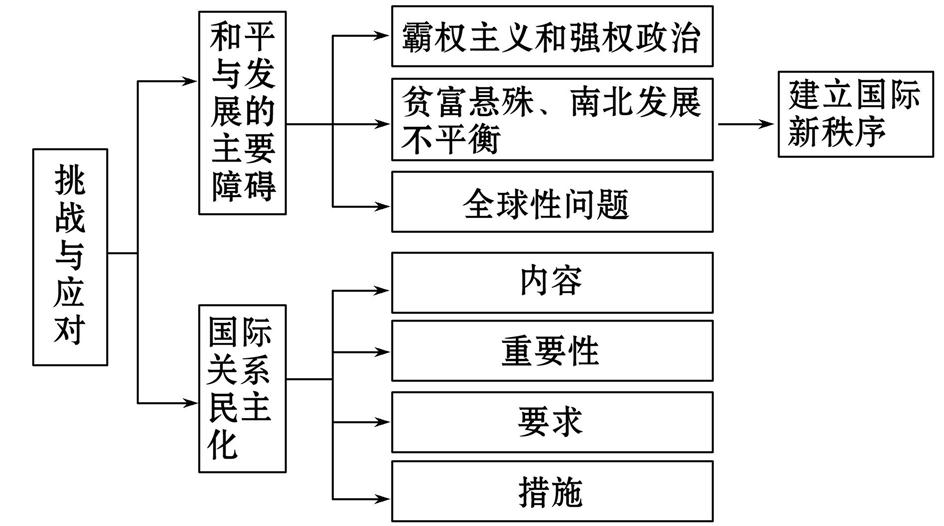 挑战与应对
和平
与发
展的
主要
障碍
霸权主义和强权政治
贫富悬殊、南北发展
不平衡
建立国际
新秩序
全球性问题
国际
关系
民主
化
内容
重要性
要求
措施